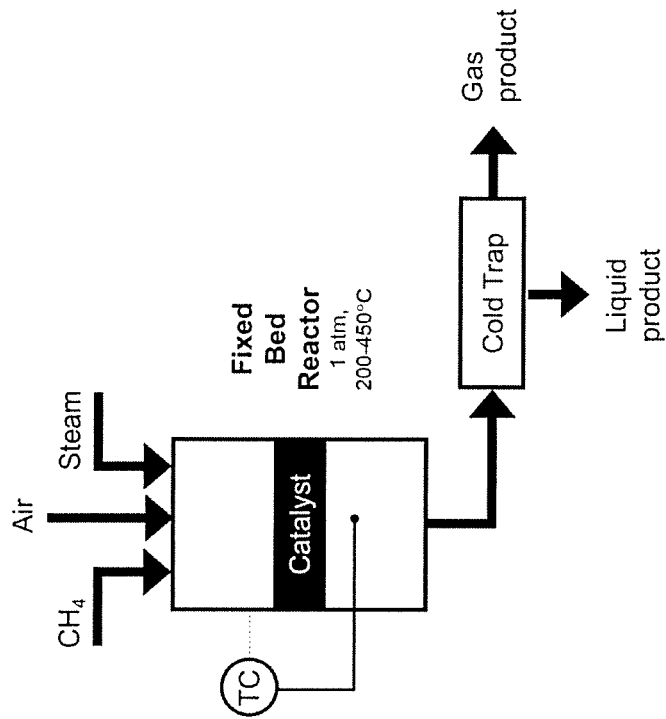 CH₄
Air
Steam
TC
Catalyst
Fixed
Bed
Reactor
1 atm,
200-450°C
Cold Trap
Gas
product
Liquid
product